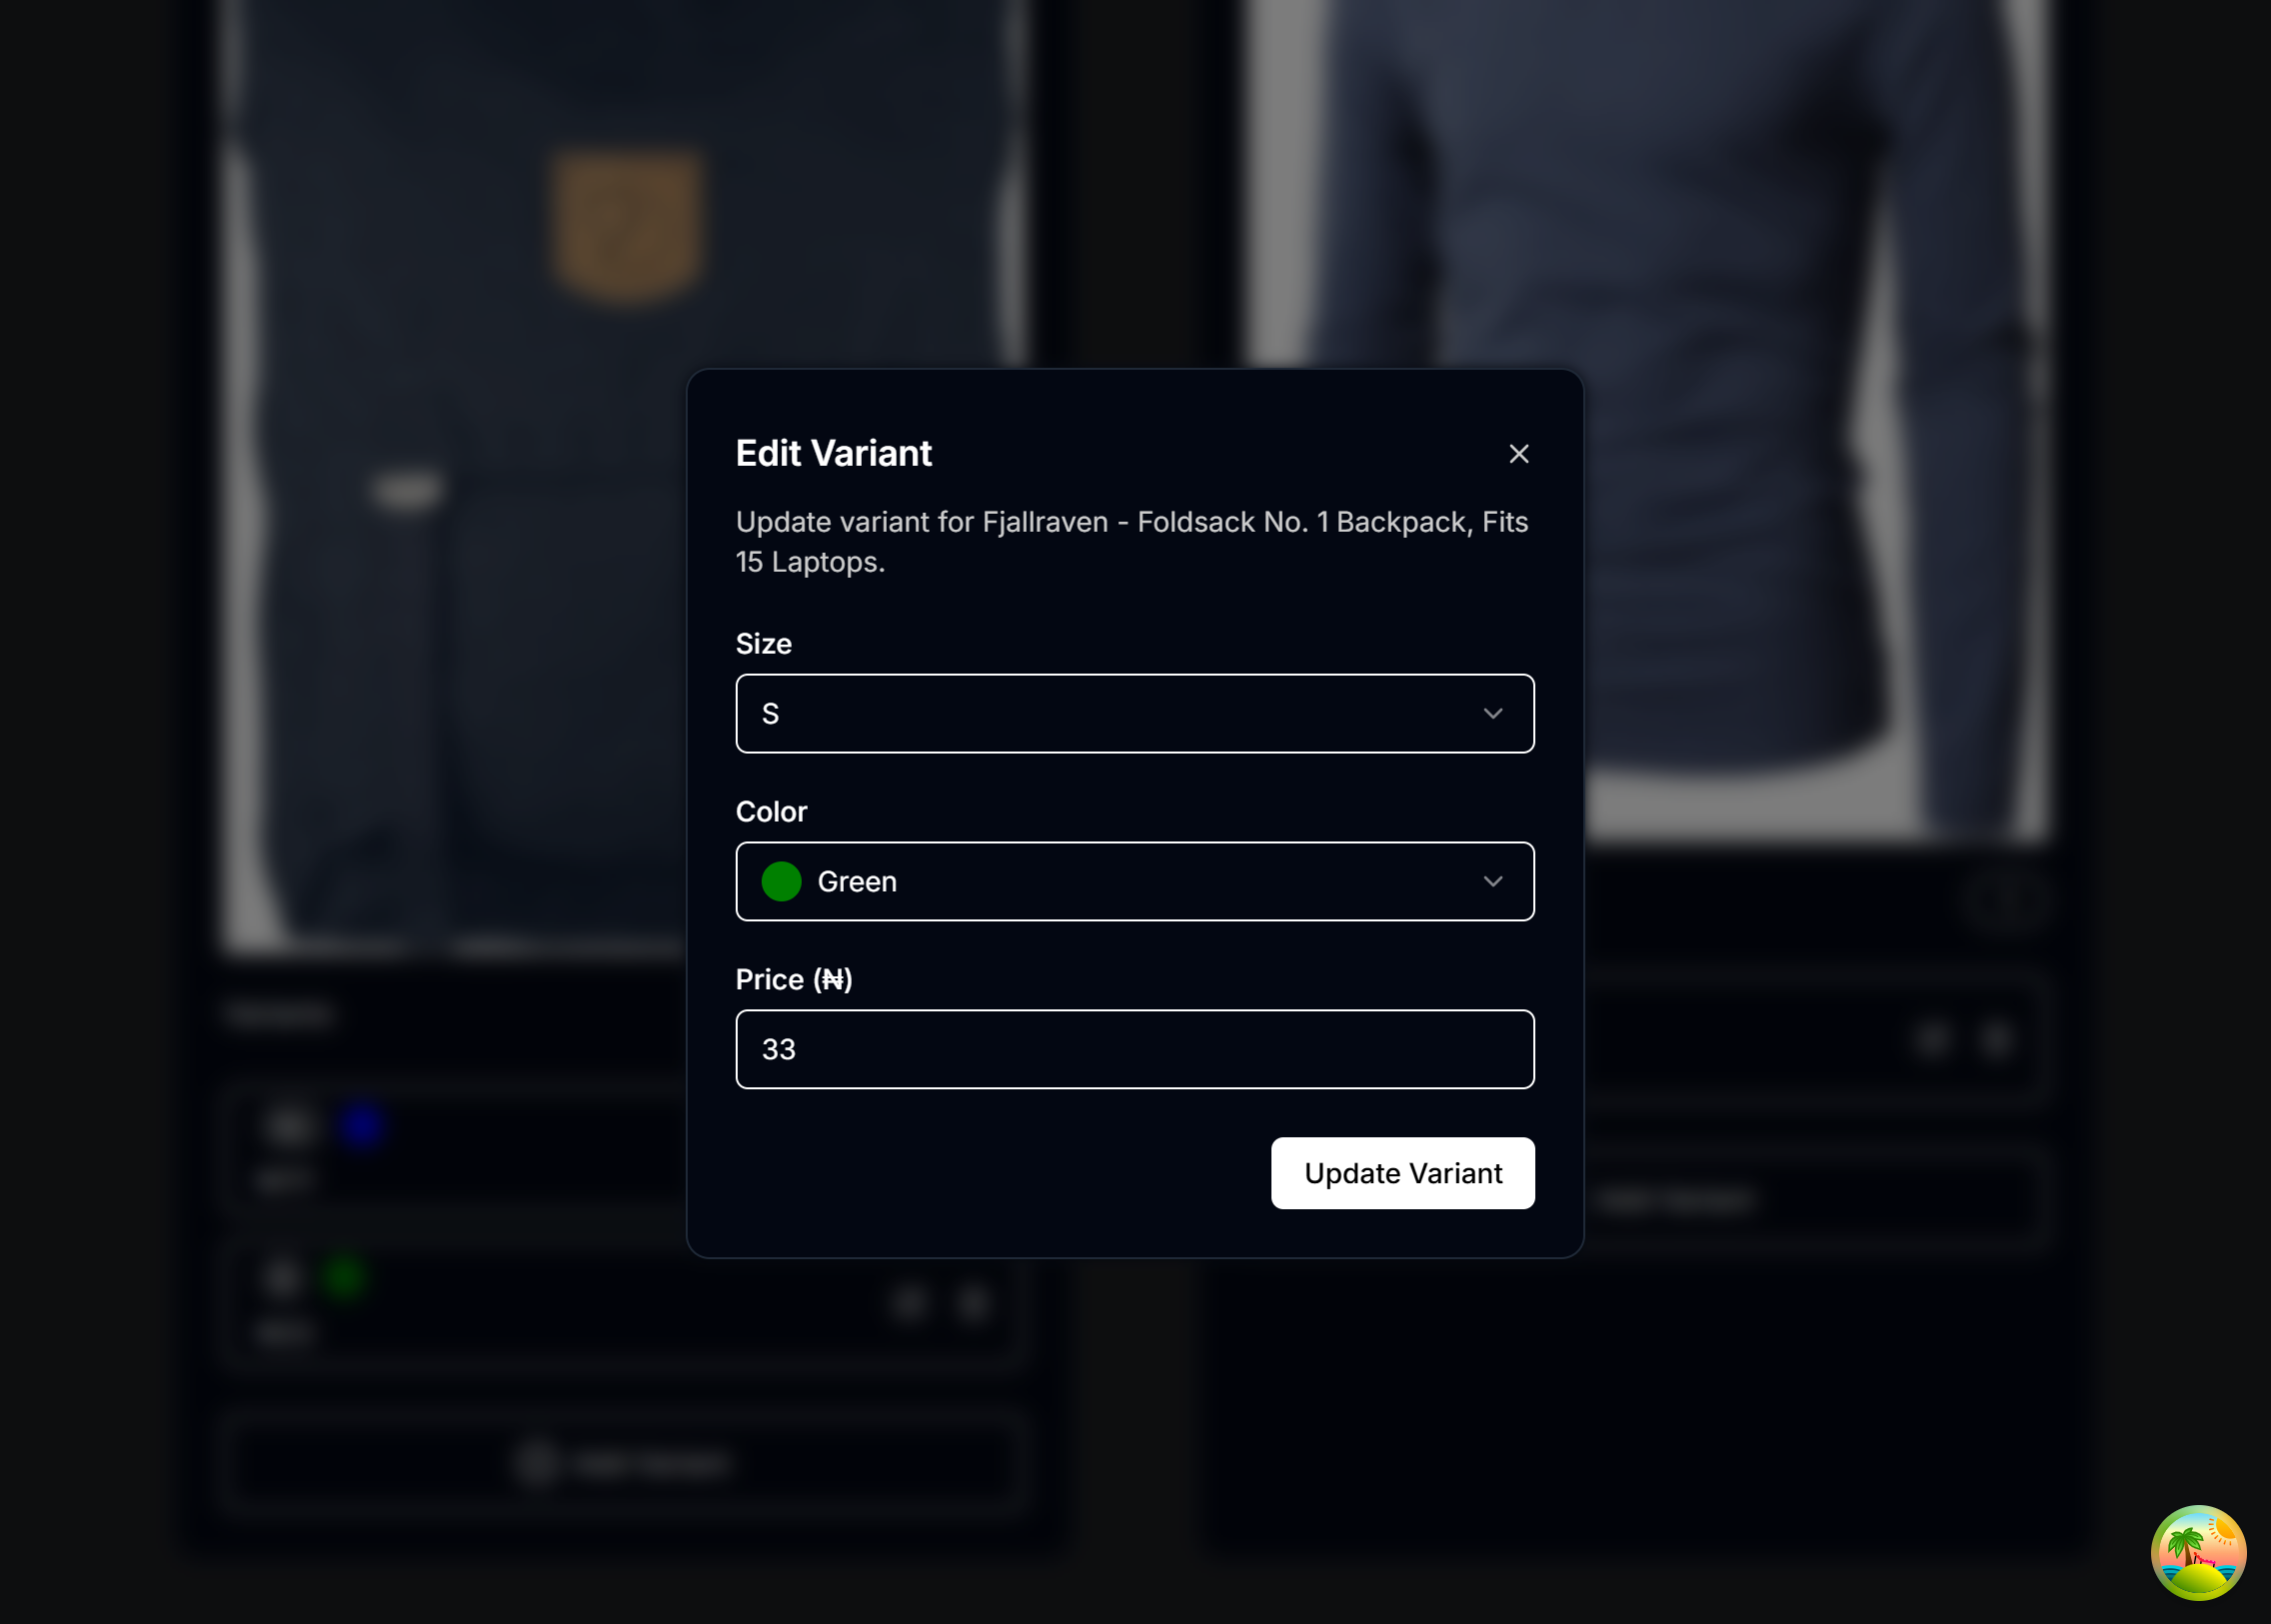 Edit Variant
Update variant for Fjallraven - Foldsack No. 1 Backpack, Fits
15 Laptops.
Size
S
Color
Green
Price (₦)
33
Update Variant